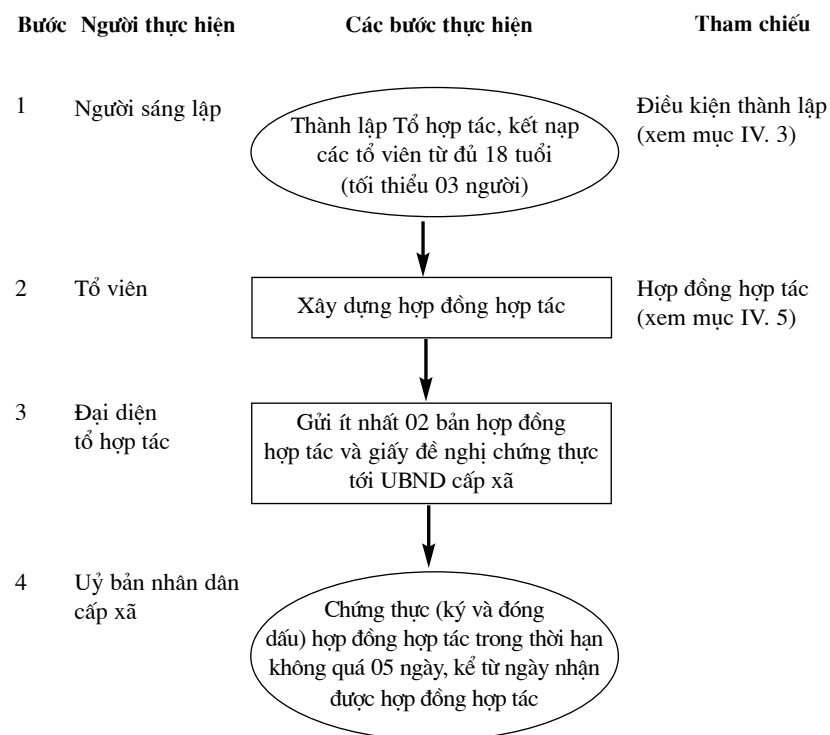 Bước Người thực hiện Các bước thực hiện Tham chiếu
1 Người sáng lập
Thành lập Tổ hợp tác, kết nạp
các tổ viên từ đủ 18 tuổi
(tối thiểu 03 người)
Điều kiện thành lập
(xem mục IV. 3)
2 Tổ viên
Xây dựng hợp đồng hợp tác
Hợp đồng hợp tác
(xem mục IV. 5)
3 Đại diện
tổ hợp tác
Gửi ít nhất 02 bản hợp đồng
hợp tác và giấy đề nghị chứng thực
tới UBND cấp xã
4 Uỷ bản nhân dân
cấp xã
Chứng thực (ký và đóng
dấu) hợp đồng hợp tác trong thời hạn
không quá 05 ngày, kể từ ngày nhận
được hợp đồng hợp tác